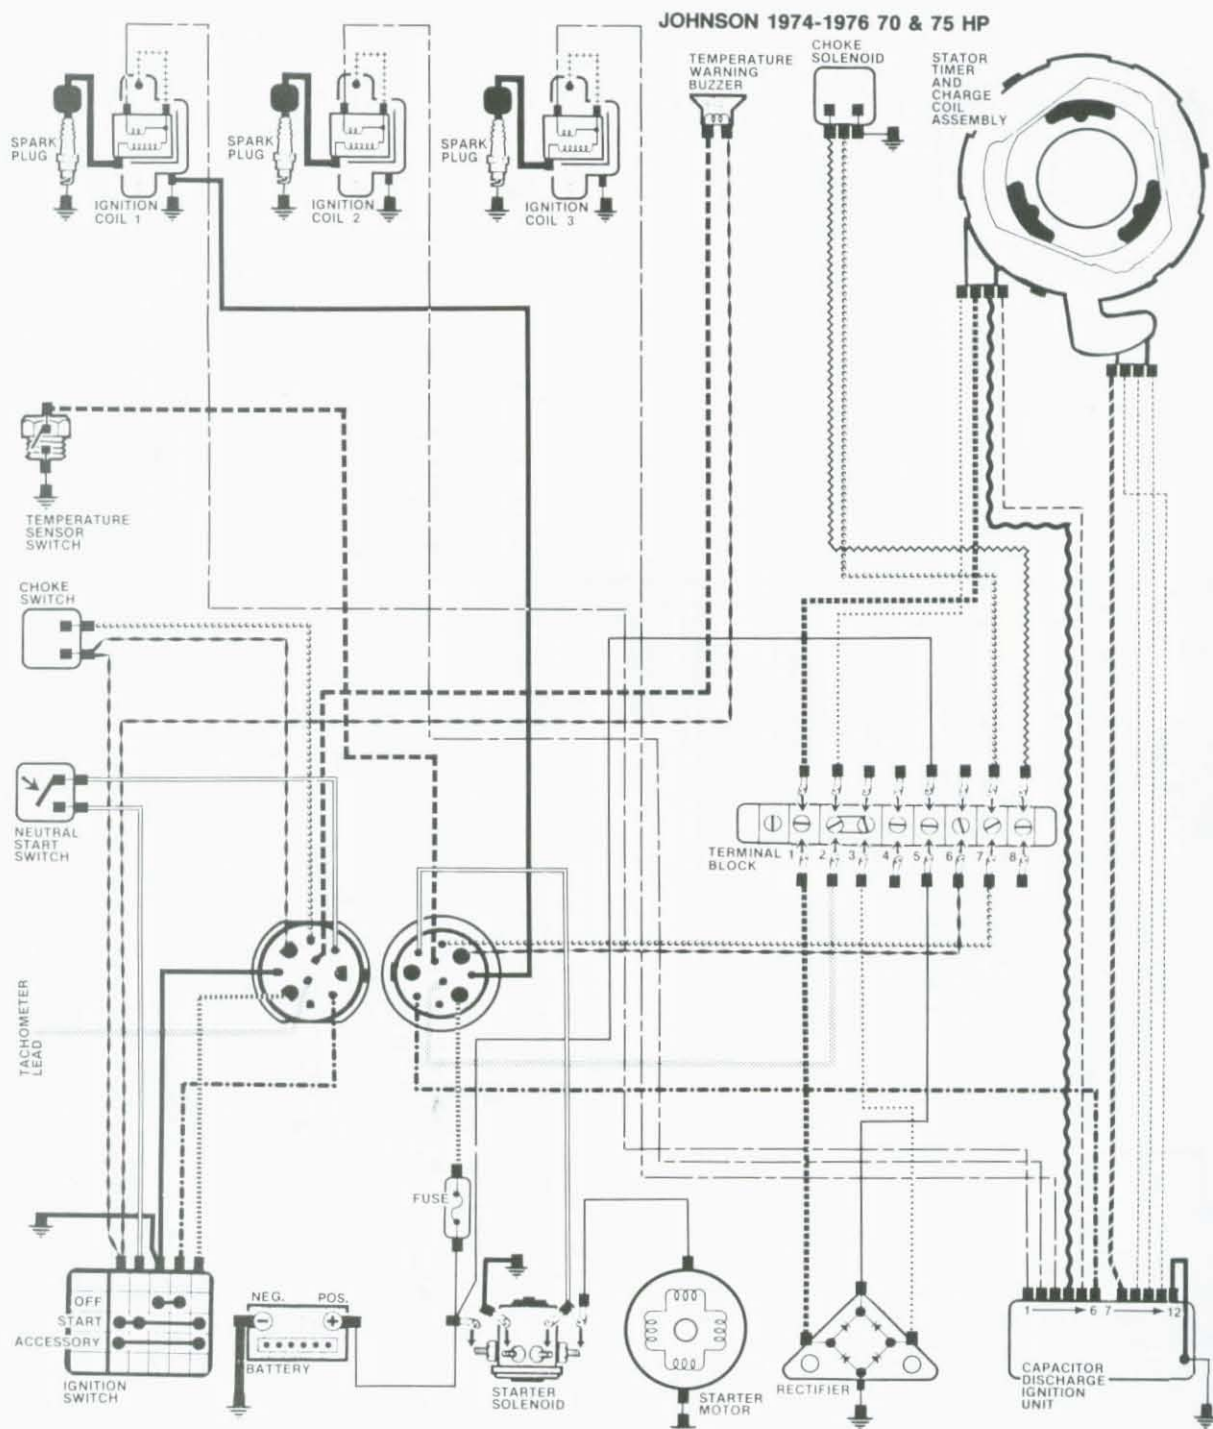 JOHNSON 1974-1976 70 & 75 HP
TEMPERATURE
WARNING
BUZZER
CHOKE
SOLENOID
STATOR
TIMER
AND
CHARGE
COIL
ASSEMBLY
SPARK
PLUG
IGNITION
COIL 1
SPARK
PLUG
IGNITION
COIL 2
SPARK
PLUG
IGNITION
COIL 3
TEMPERATURE
SENSOR
SWITCH
CHOKE
SWITCH
NEUTRAL
START
SWITCH
TERMINAL
BLOCK
1 2 3 4 5 6 7 8
TACHOMETER
LEAD
FUSE
OFF
START
ACCESSORY
IGNITION
SWITCH
NEG. POS.
BATTERY
STARTER
SOLENOID
STARTER
MOTOR
RECTIFIER
1 6 7 12
CAPACITOR
DISCHARGE
IGNITION
UNIT